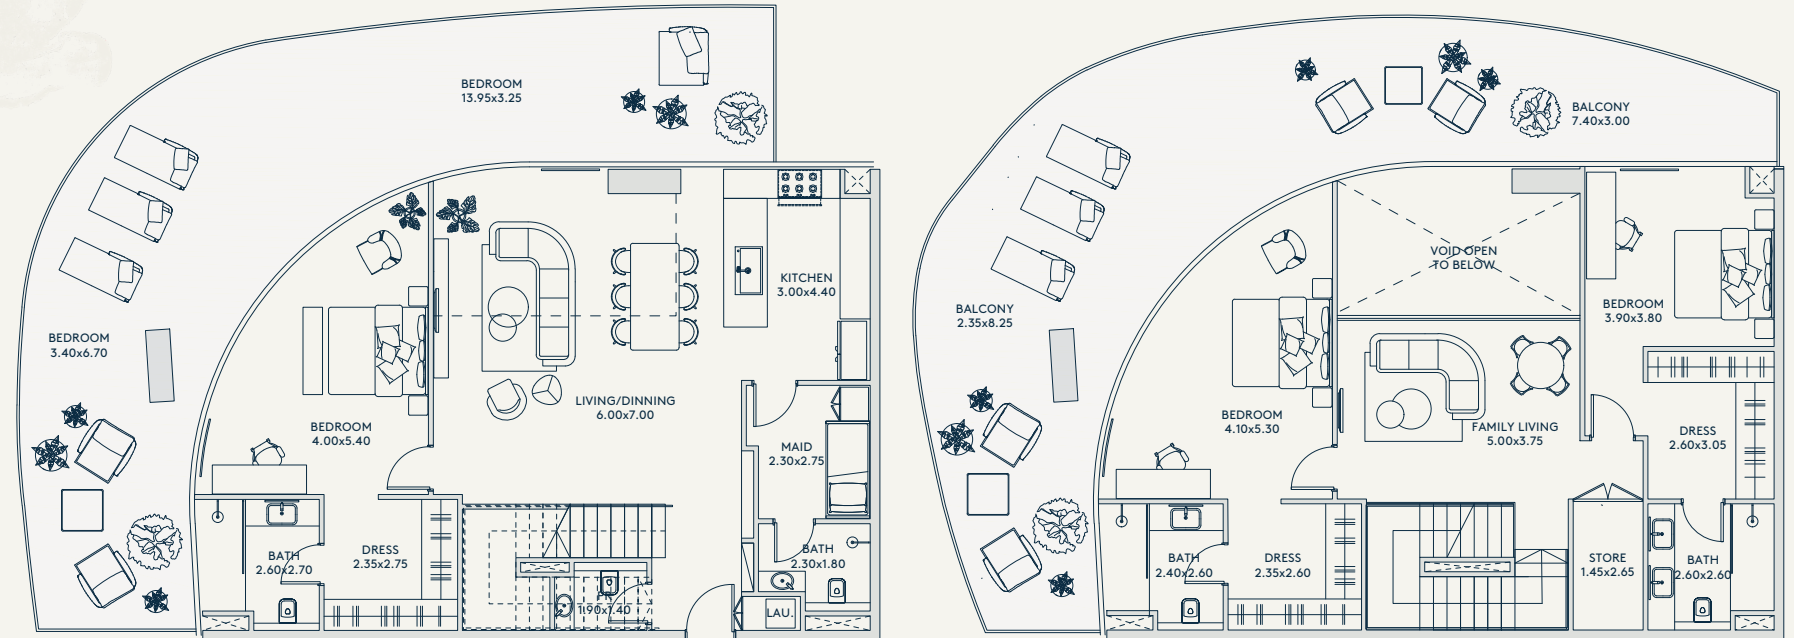 BEDROOM
13.95x3.25
BEDROOM
3.40x6.70
KITCHEN
3.00x4.40
LIVING/DINNING
6.00x7.00
BEDROOM
4.00x5.40
MAID
2.30x2.75
BATH
2.60x2.70
DRESS
2.35x2.75
BATH
2.30x1.80
1.90x1.40
LAU.
BALCONY
7.40x3.00
BALCONY
2.35x8.25
VOID OPEN
TO BELOW
BEDROOM
3.90x3.80
BEDROOM
4.10x5.30
FAMILY LIVING
5.00x3.75
DRESS
2.60x3.05
BATH
2.40x2.60
DRESS
2.35x2.60
STORE
1.45x2.65
BATH
2.60x2.60